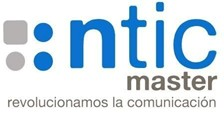 ntic
master
revolucionamos la comunicación